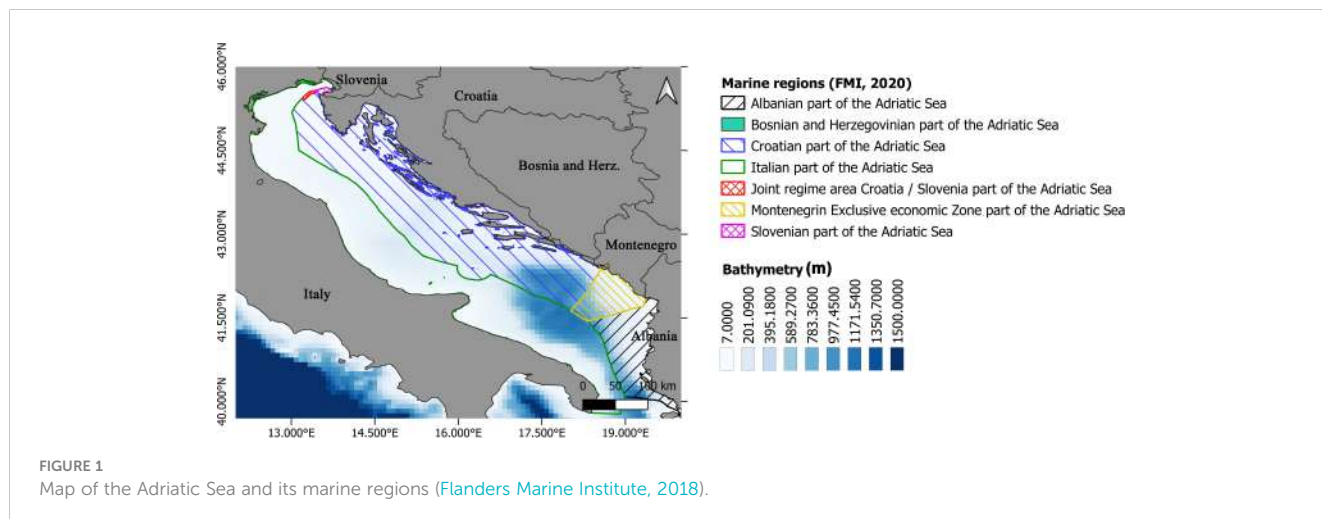 46.000°N
44.500°N
43.000°N
41.500°N
40.000°N
Slovenia
Croatia
Bosnia and Herz.
Montenegro
Italy
Albania
0 50 100 km
13.000°E 14.500°E 16.000°E 17.500°E 19.000°E
Marine regions (FMI, 2020)
Albanian part of the Adriatic Sea
Bosnian and Herzegovinian part of the Adriatic Sea
Croatian part of the Adriatic Sea
Italian part of the Adriatic Sea
Joint regime area Croatia / Slovenia part of the Adriatic Sea
Montenegrin Exclusive economic Zone part of the Adriatic Sea
Slovenian part of the Adriatic Sea
Bathymetry (m)
7.0000
201.0900
395.1800
589.2700
783.3600
977.4500
1171.5400
1350.7000
1500.0000
FIGURE 1
Map of the Adriatic Sea and its marine regions (Flanders Marine Institute, 2018).